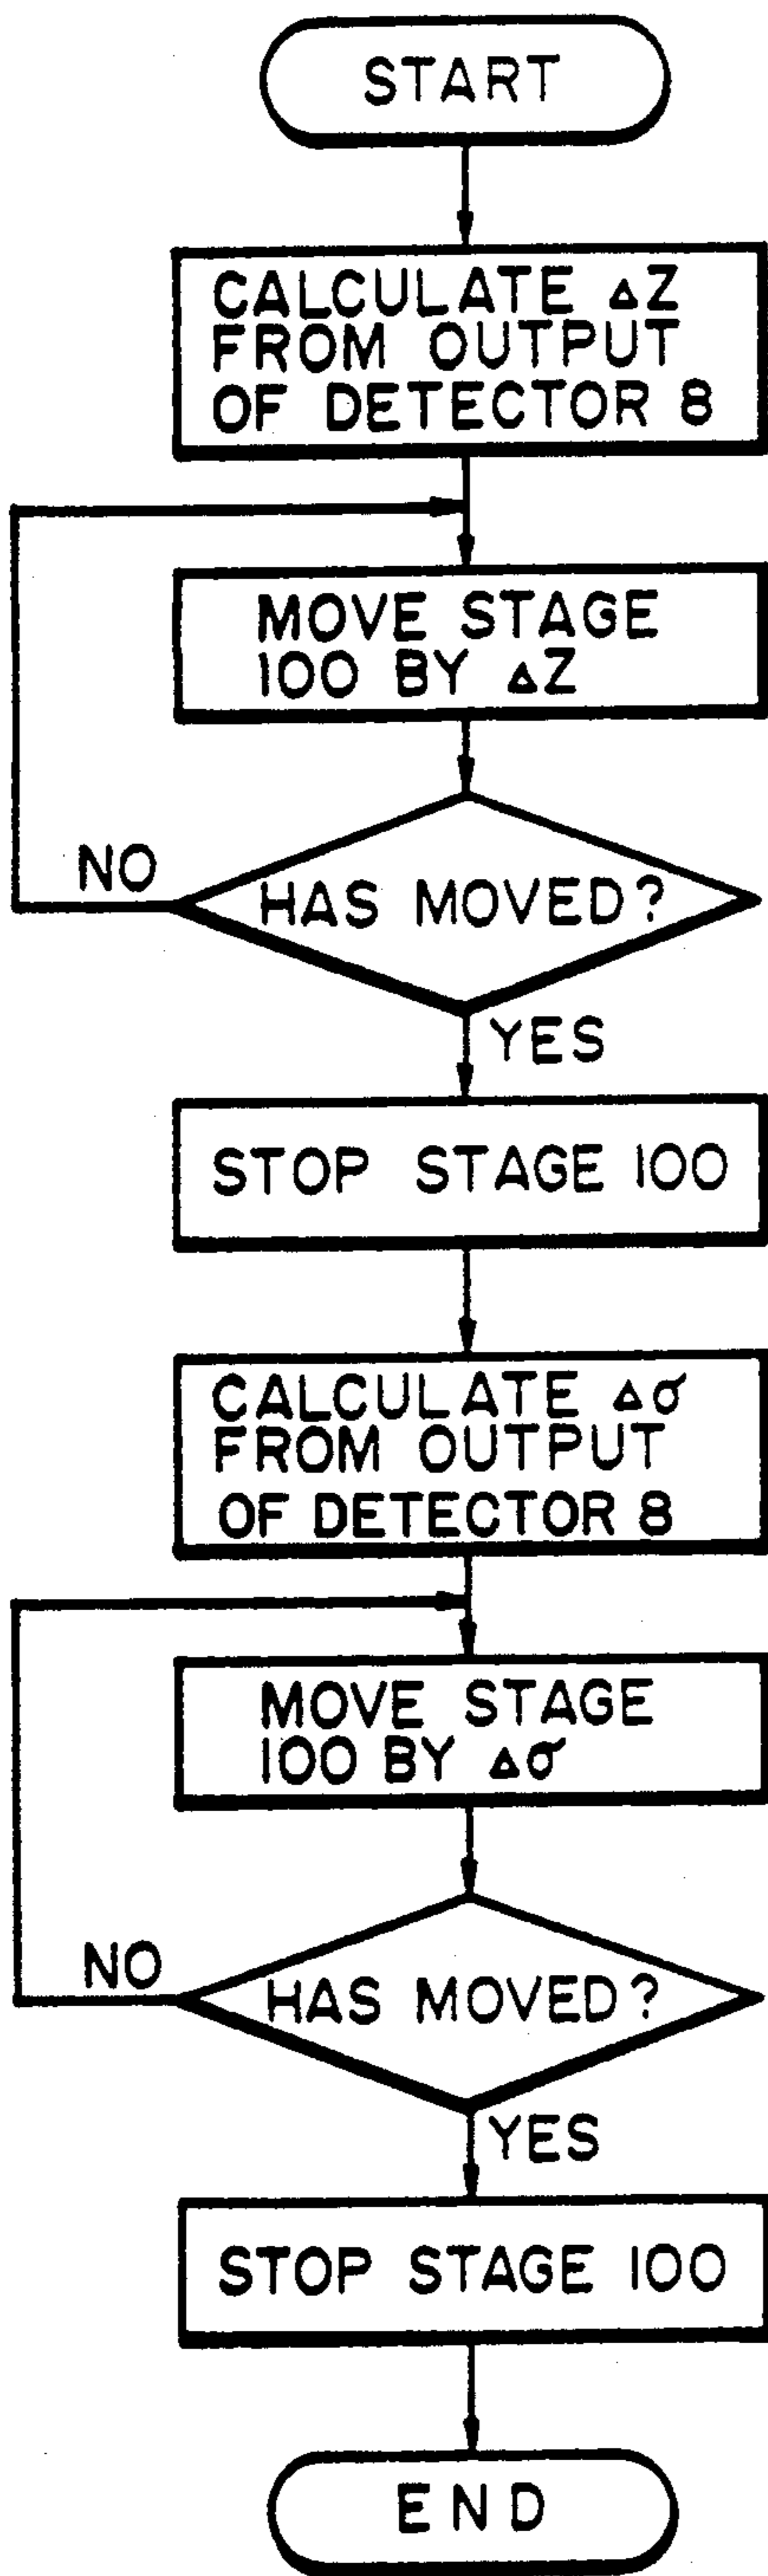 START
CALCULATE ΔZ
FROM OUTPUT
OF DETECTOR 8
MOVE STAGE
100 BY ΔZ
NO
HAS MOVED?
YES
STOP STAGE 100
CALCULATE Δσ
FROM OUTPUT
OF DETECTOR 8
MOVE STAGE
100 BY Δσ
NO
HAS MOVED?
YES
STOP STAGE 100
END